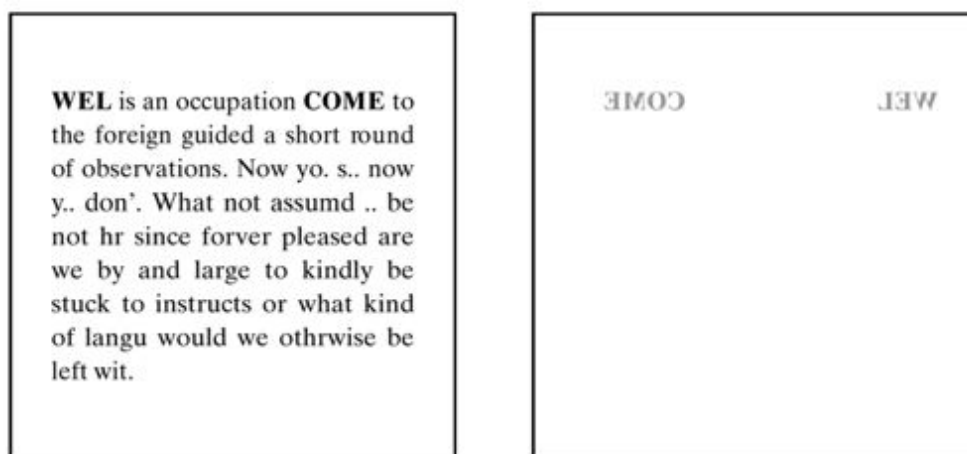 WEL is an occupation COME to
the foreign guided a short round
of observations. Now yo. s.. now
y.. don'. What not assumd .. be
not hr since forver pleased are
we by and large to kindly be
stuck to instructs or what kind
of langu would we othrwise be
left wit.
COME WEL